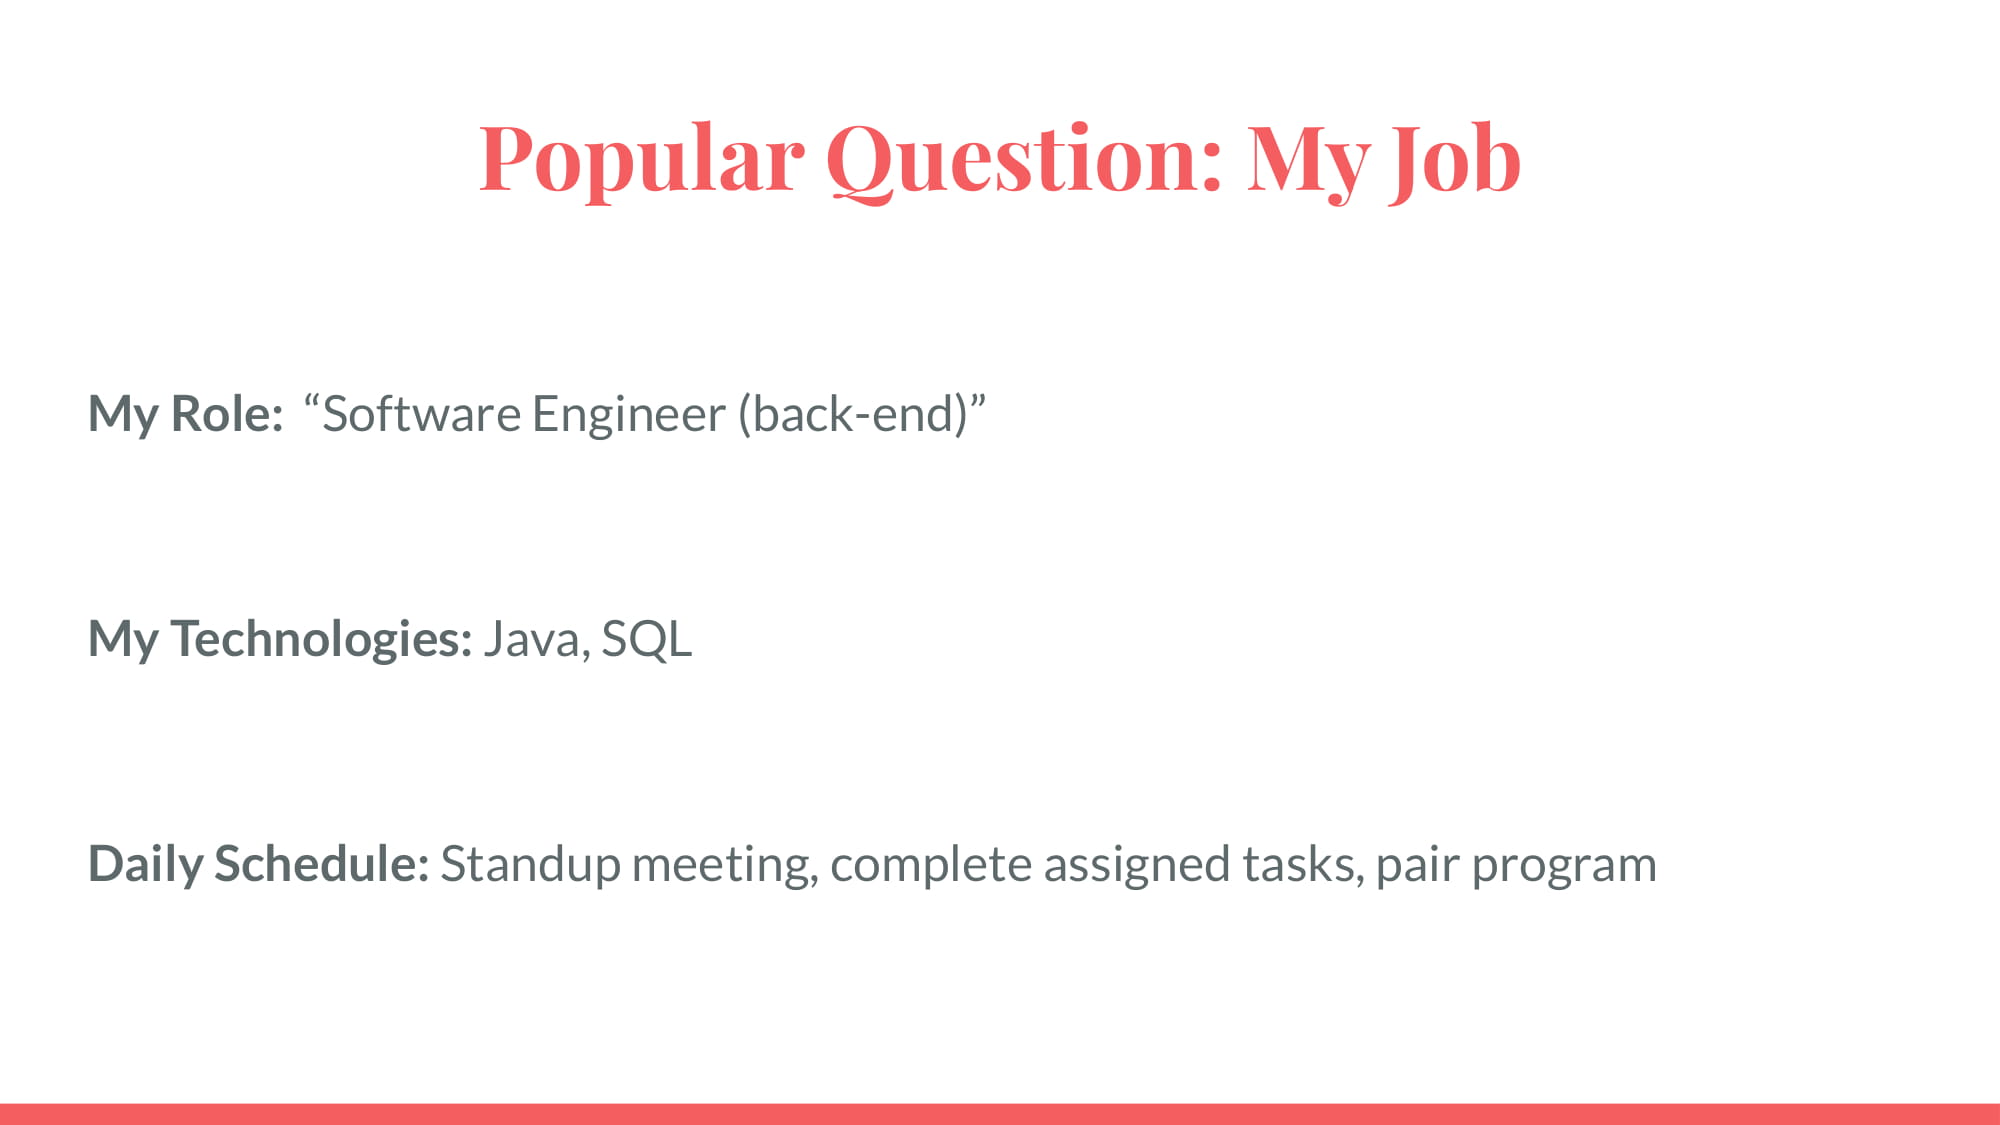 Popular Question: My Job
My Role: “Software Engineer (back-end)”
My Technologies: Java, SQL
Daily Schedule: Standup meeting, complete assigned tasks, pair program